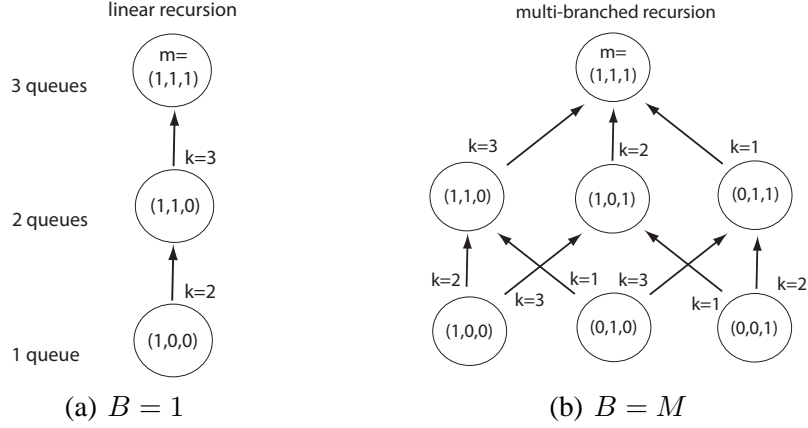 linear recursion
m=
(1,1,1)
3 queues
k=3
(1,1,0)
2 queues
k=2
(1,0,0)
1 queue
(a) B = 1
multi-branched recursion
m=
(1,1,1)
k=3
k=2
k=1
(1,1,0)
(1,0,1)
(0,1,1)
k=2
k=3
k=1
k=3
k=1
k=2
(1,0,0)
(0,1,0)
(0,0,1)
(b) B = M